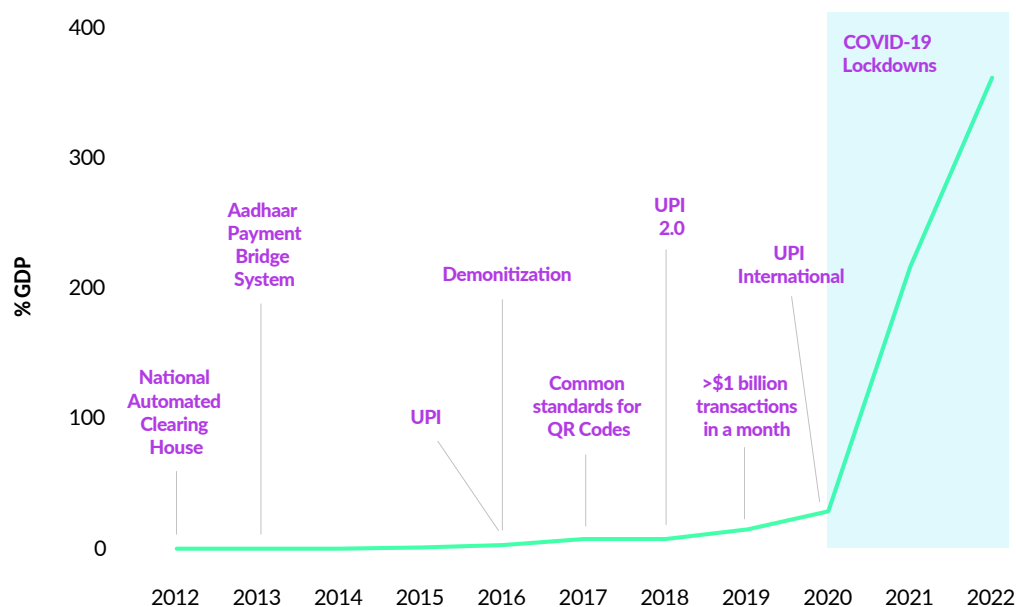 400
300
200
100
0
%GDP
National
Automated
Clearing
House
Aadhaar
Payment
Bridge
System
UPI
Demonitization
Common
standards for
QR Codes
UPI
2.0
>$1 billion
transactions
in a month
UPI
International
COVID-19
Lockdowns
2012 2013 2014 2015 2016 2017 2018 2019 2020 2021 2022